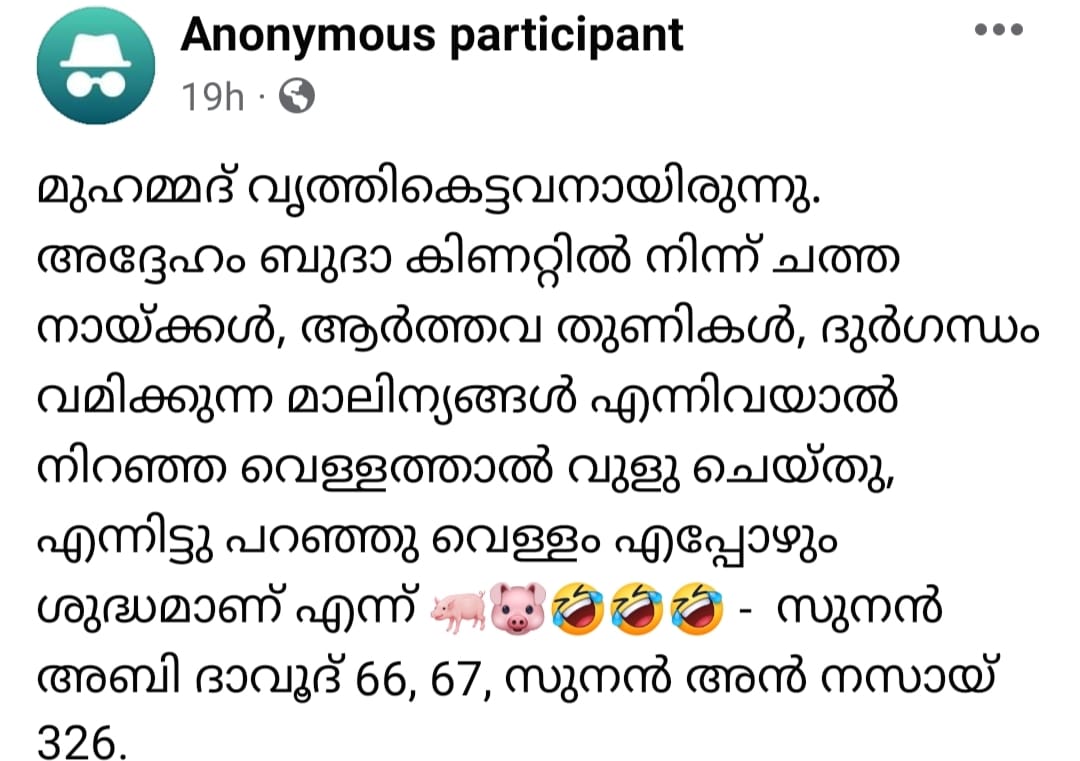 Anonymous participant
19h ·
മുഹമ്മദ് വൃത്തികെട്ടവനായിരുന്നു.
അദ്ദേഹം ബുദാ കിണറ്റിൽ നിന്ന് ചത്ത
നായ്ക്കൾ, ആർത്തവ തുണികൾ, ദുർഗന്ധം
വമിക്കുന്ന മാലിന്യങ്ങൾ എന്നിവയാൽ
നിറഞ്ഞ വെള്ളത്താൽ വുളു ചെയ്തു,
എന്നിട്ടു പറഞ്ഞു വെള്ളം എപ്പോഴും
ശുദ്ധമാണ് എന്ന് 🐖🐷🤣🤣🤣 - സുനൻ
അബി ദാവൂദ് 66, 67, സുനൻ അൻ നസായ്
326.